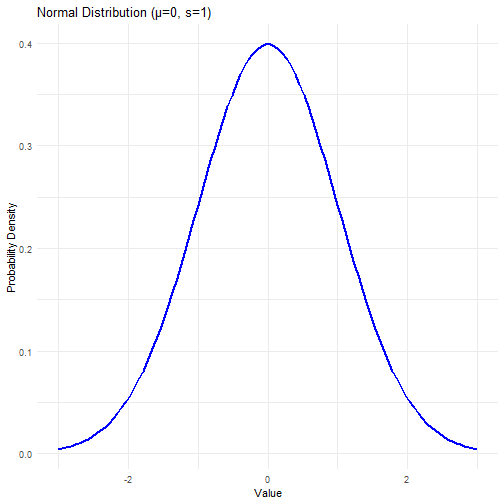 Normal Distribution (µ=0, s=1)
0.4
0.3
0.2
0.1
0.0
Probability Density
-2
0
2
Value